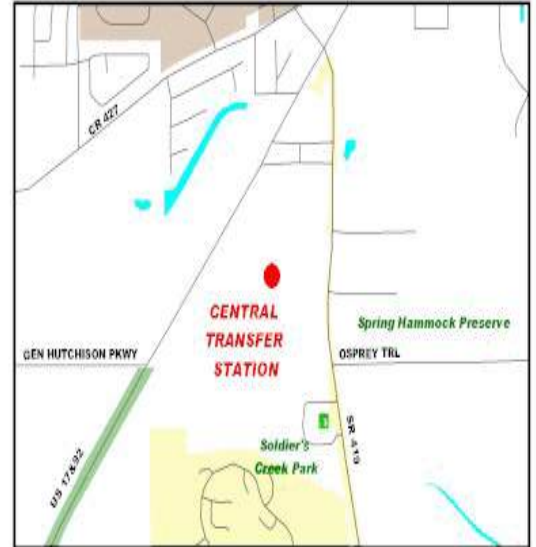 CR 427
CENTRAL
TRANSFER
STATION
Spring Hammock Preserve
GEN HUTCHISON PKWY
OSPREY TRL
Soldier's
Creek Park
SR 419
US 17&92